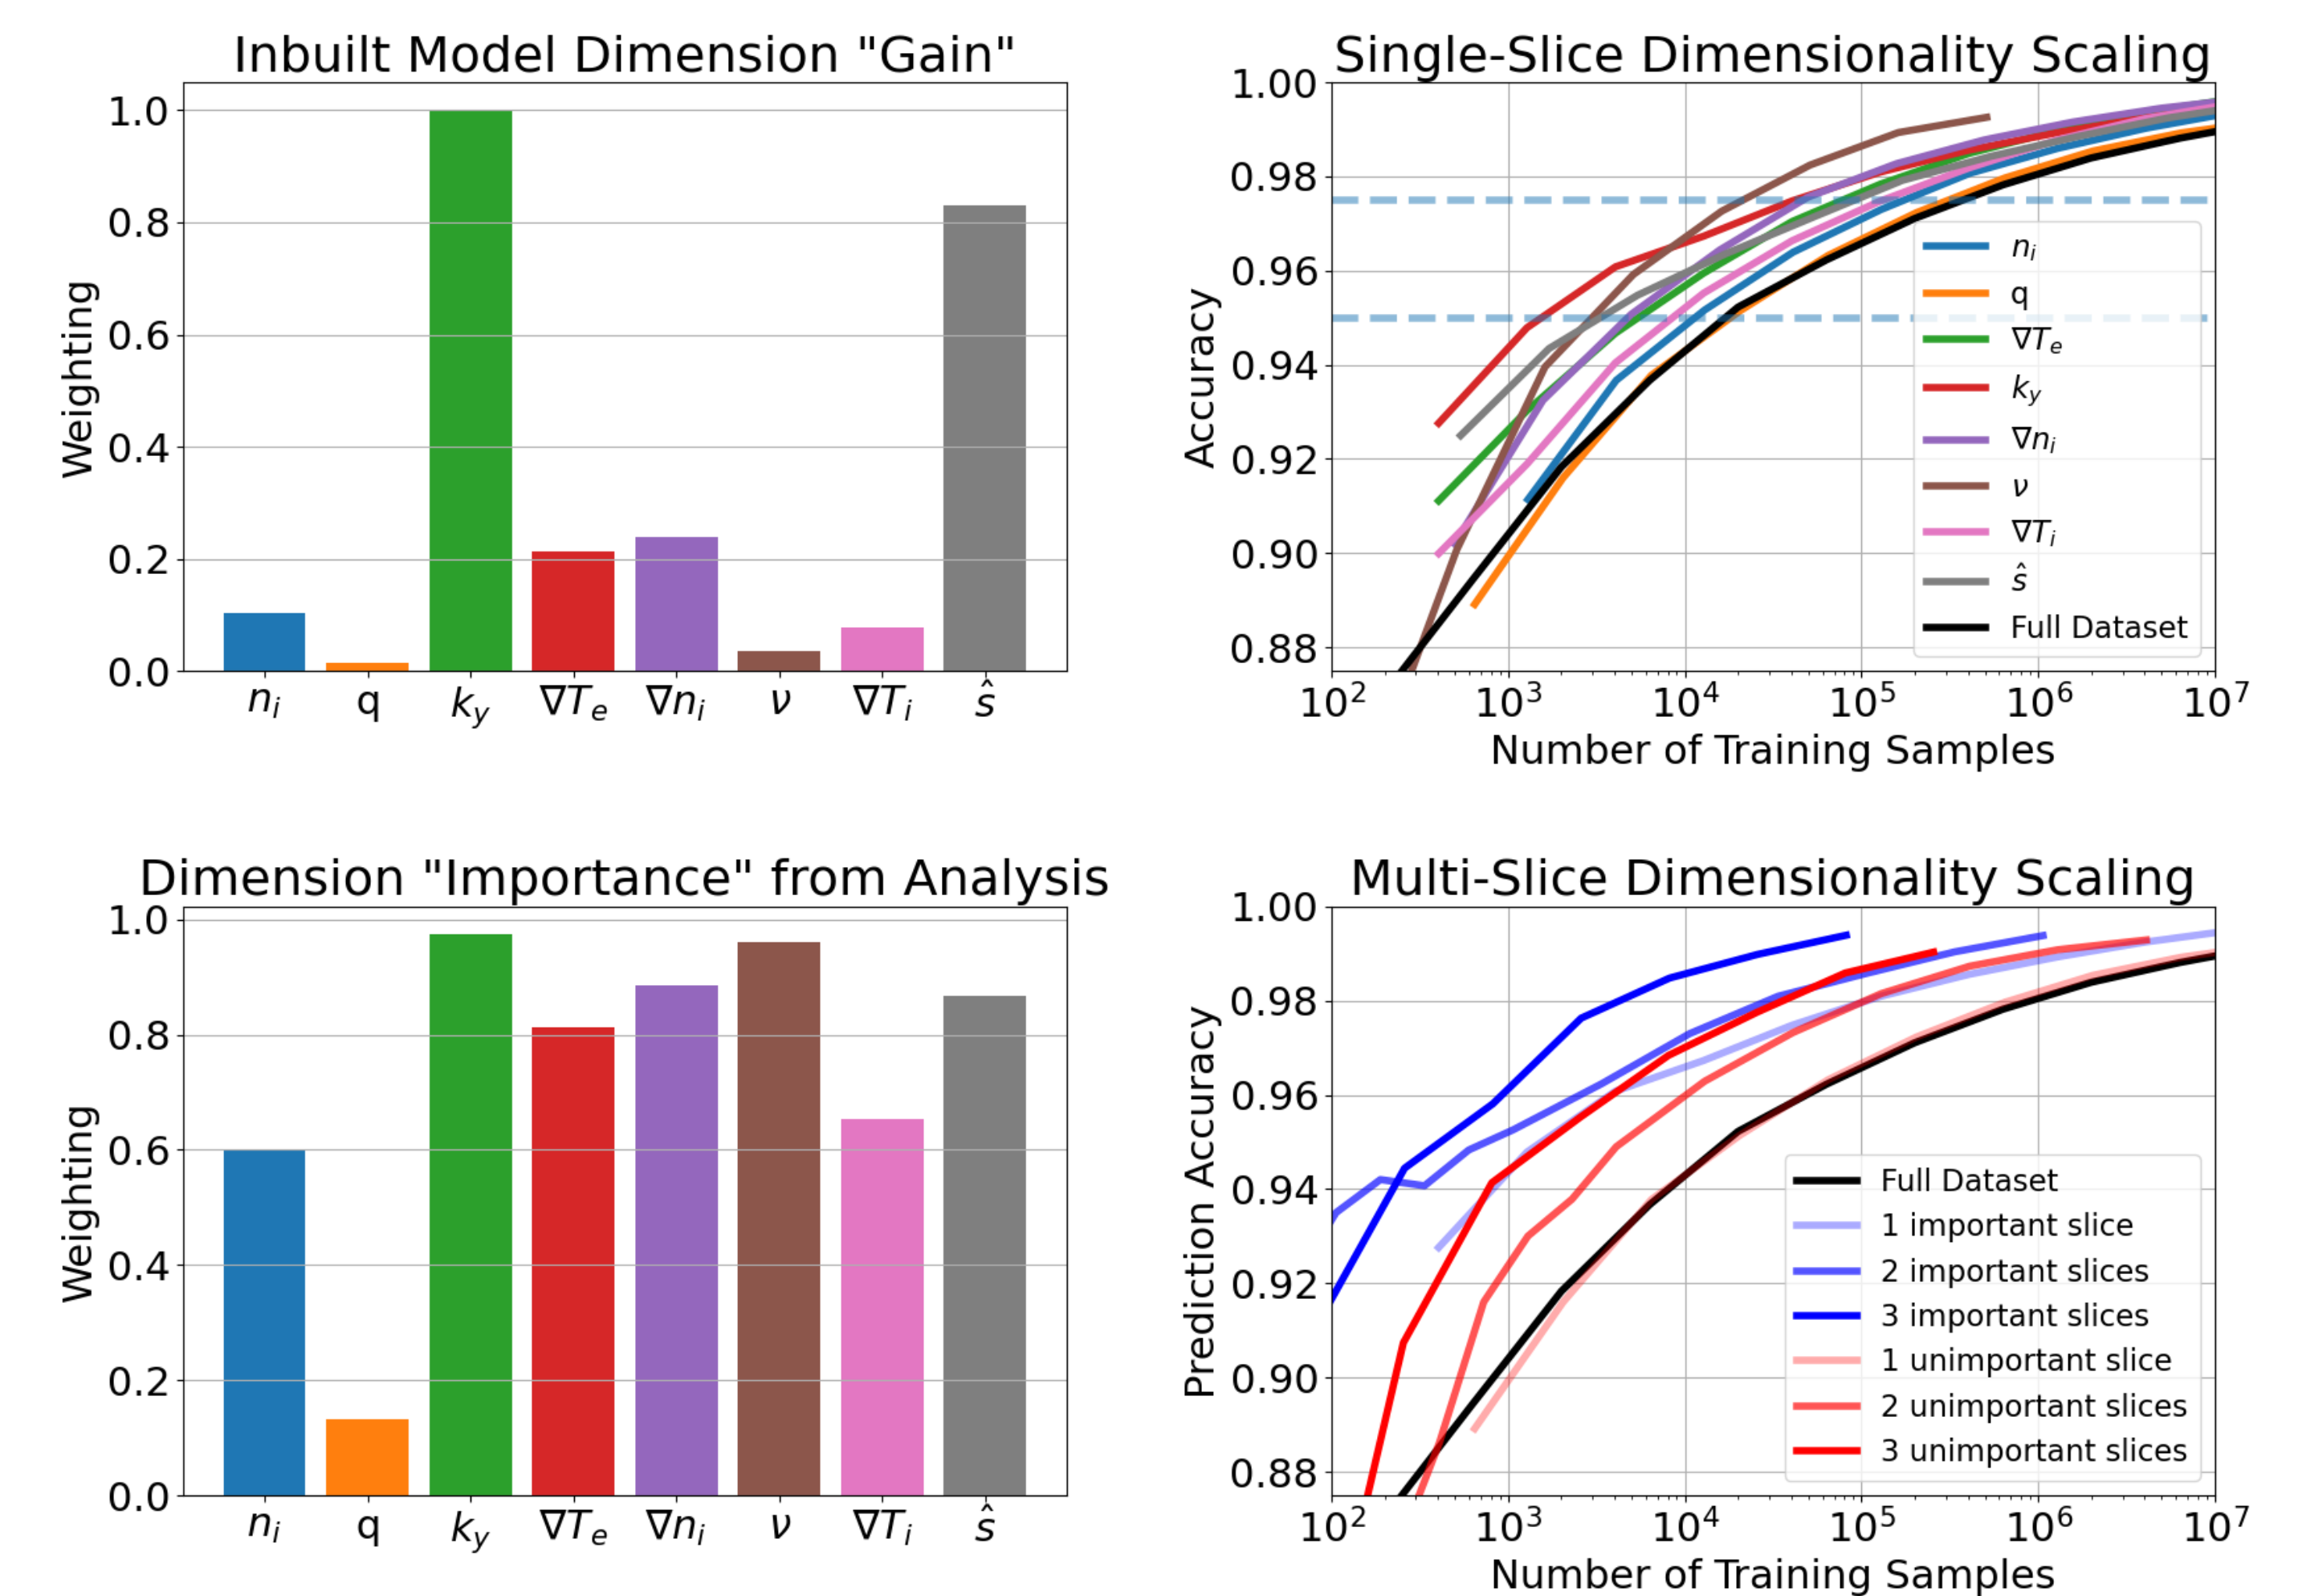 Inbuilt Model Dimension "Gain"
Weighting
1.0
0.8
0.6
0.4
0.2
0.0
nᵢ q k_y ∇Tₑ ∇nᵢ ν ∇Tᵢ ŝ
Single-Slice Dimensionality Scaling
Accuracy
1.00
0.98
0.96
0.94
0.92
0.90
0.88
nᵢ
q
∇Tₑ
k_y
∇nᵢ
ν
∇Tᵢ
ŝ
Full Dataset
10² 10³ 10⁴ 10⁵ 10⁶ 10⁷
Number of Training Samples
Dimension "Importance" from Analysis
Weighting
1.0
0.8
0.6
0.4
0.2
0.0
nᵢ q k_y ∇Tₑ ∇nᵢ ν ∇Tᵢ ŝ
Multi-Slice Dimensionality Scaling
Prediction Accuracy
1.00
0.98
0.96
0.94
0.92
0.90
0.88
Full Dataset
1 important slice
2 important slices
3 important slices
1 unimportant slice
2 unimportant slices
3 unimportant slices
10² 10³ 10⁴ 10⁵ 10⁶ 10⁷
Number of Training Samples